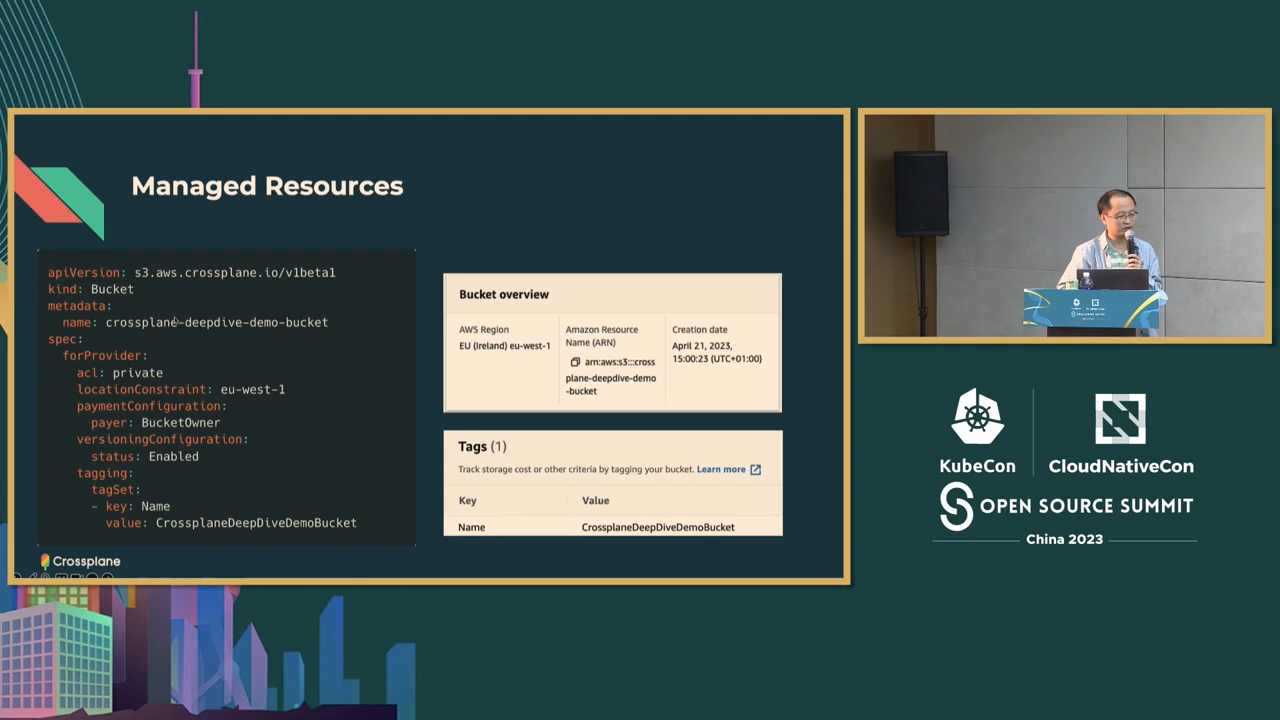 Managed Resources
apiVersion: s3.aws.crossplane.io/v1beta1
kind: Bucket
metadata:
  name: crossplane-deepdive-demo-bucket
spec:
  forProvider:
    acl: private
    locationConstraint: eu-west-1
    paymentConfiguration:
      payer: BucketOwner
    versioningConfiguration:
      status: Enabled
    tagging:
      tagSet:
      - key: Name
        value: CrossplaneDeepDiveDemoBucket
Bucket overview
AWS Region
EU (Ireland) eu-west-1
Amazon Resource
Name (ARN)
arn:aws:s3:::cross
plane-deepdive-demo
-bucket
Creation date
April 21, 2023,
15:00:23 (UTC+01:00)
Tags (1)
Track storage cost or other criteria by tagging your bucket. Learn more
Key Value
Name CrossplaneDeepDiveDemoBucket
Crossplane
KubeCon
CloudNativeCon
OPEN SOURCE SUMMIT
China 2023